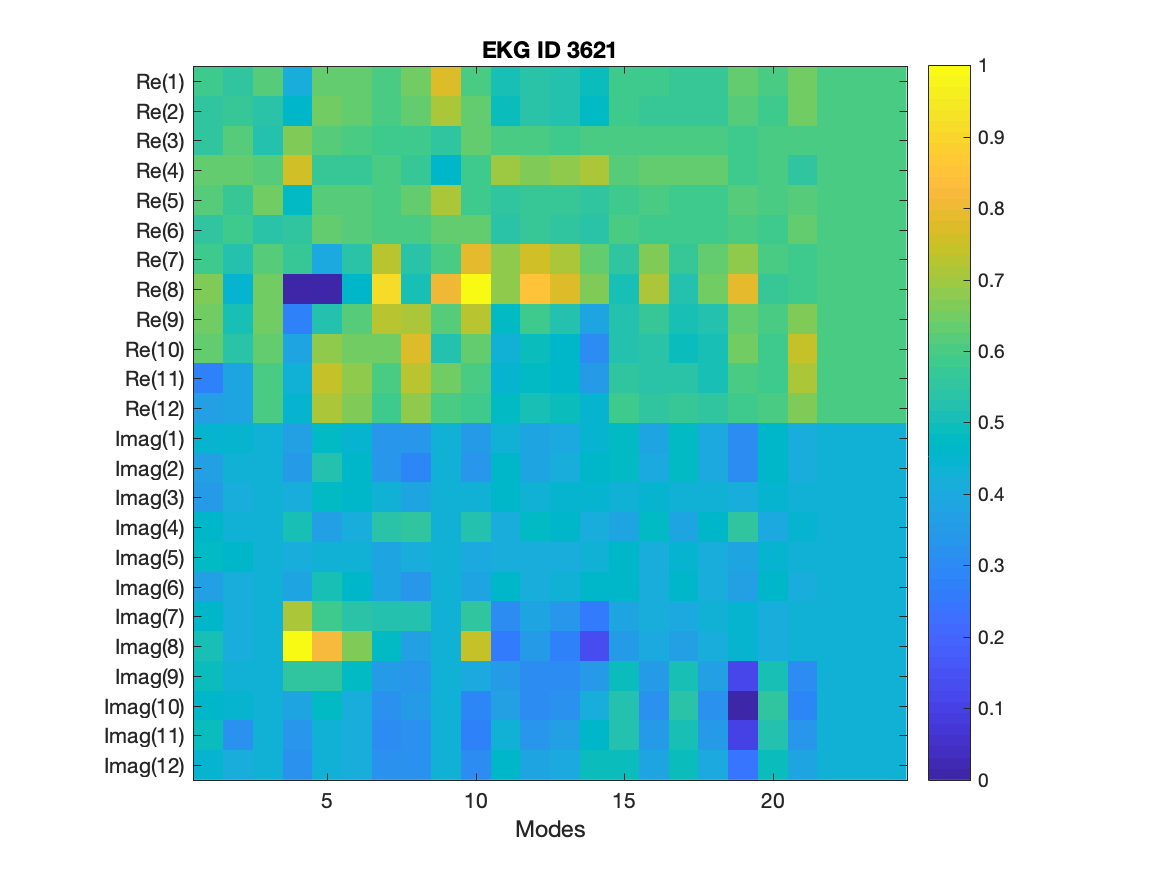 EKG ID 3621
Re(1)
Re(2)
Re(3)
Re(4)
Re(5)
Re(6)
Re(7)
Re(8)
Re(9)
Re(10)
Re(11)
Re(12)
Imag(1)
Imag(2)
Imag(3)
Imag(4)
Imag(5)
Imag(6)
Imag(7)
Imag(8)
Imag(9)
Imag(10)
Imag(11)
Imag(12)
5 10 15 20
Modes
1
0.9
0.8
0.7
0.6
0.5
0.4
0.3
0.2
0.1
0